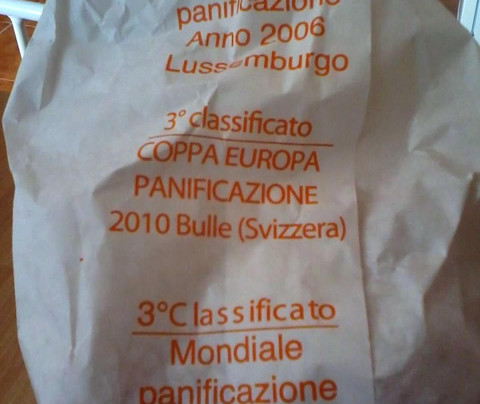 panificazione
Anno 2006
Lussemburgo
3° classificato
COPPA EUROPA
PANIFICAZIONE
2010 Bulle (Svizzera)
3° Classificato
Mondiale
panificazione